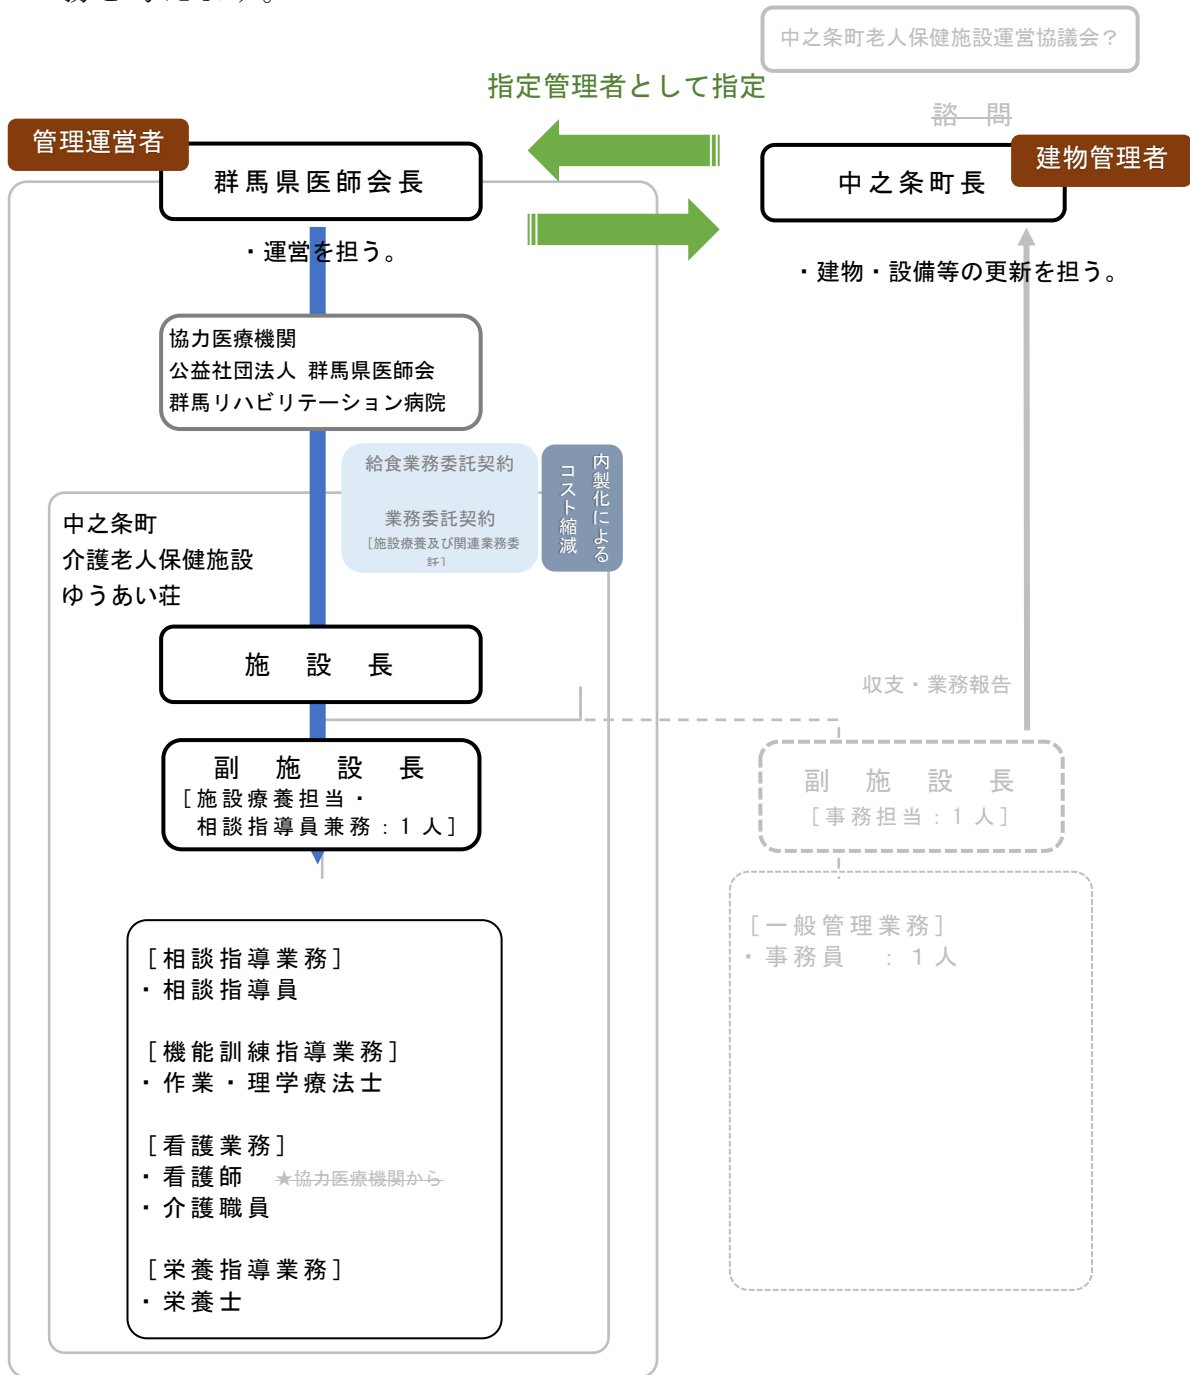 中之条町老人保健施設運営協議会？
指定管理者として指定
諮　問
管理運営者
群馬県医師会長
建物管理者
中之条町長
・運営を担う。
・建物・設備等の更新を担う。
協力医療機関
公益社団法人 群馬県医師会
群馬リハビリテーション病院
給食業務委託契約
業務委託契約
[施設療養及び関連業務委
託]
内製化による
コスト縮減
中之条町
介護老人保健施設
ゆうあい荘
施　設　長
収支・業務報告
副　施　設　長
[施設療養担当・
相談指導員兼務：1 人]
副　施　設　長
[事務担当：1 人]
[相談指導業務]
・相談指導員
[機能訓練指導業務]
・作業・理学療法士
[看護業務]
・看護師　★協力医療機関から
・介護職員
[栄養指導業務]
・栄養士
[一般管理業務]
・事務員　：1 人